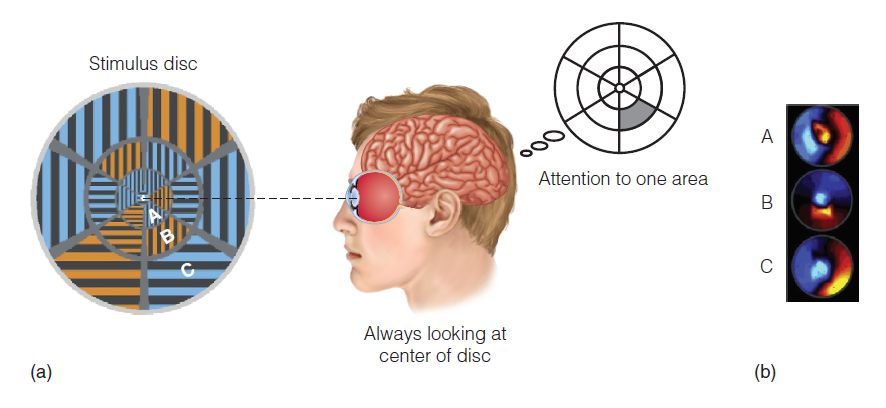 Stimulus disc
A
B
C
Attention to one area
Always looking at
center of disc
(a)
A
B
C
(b)